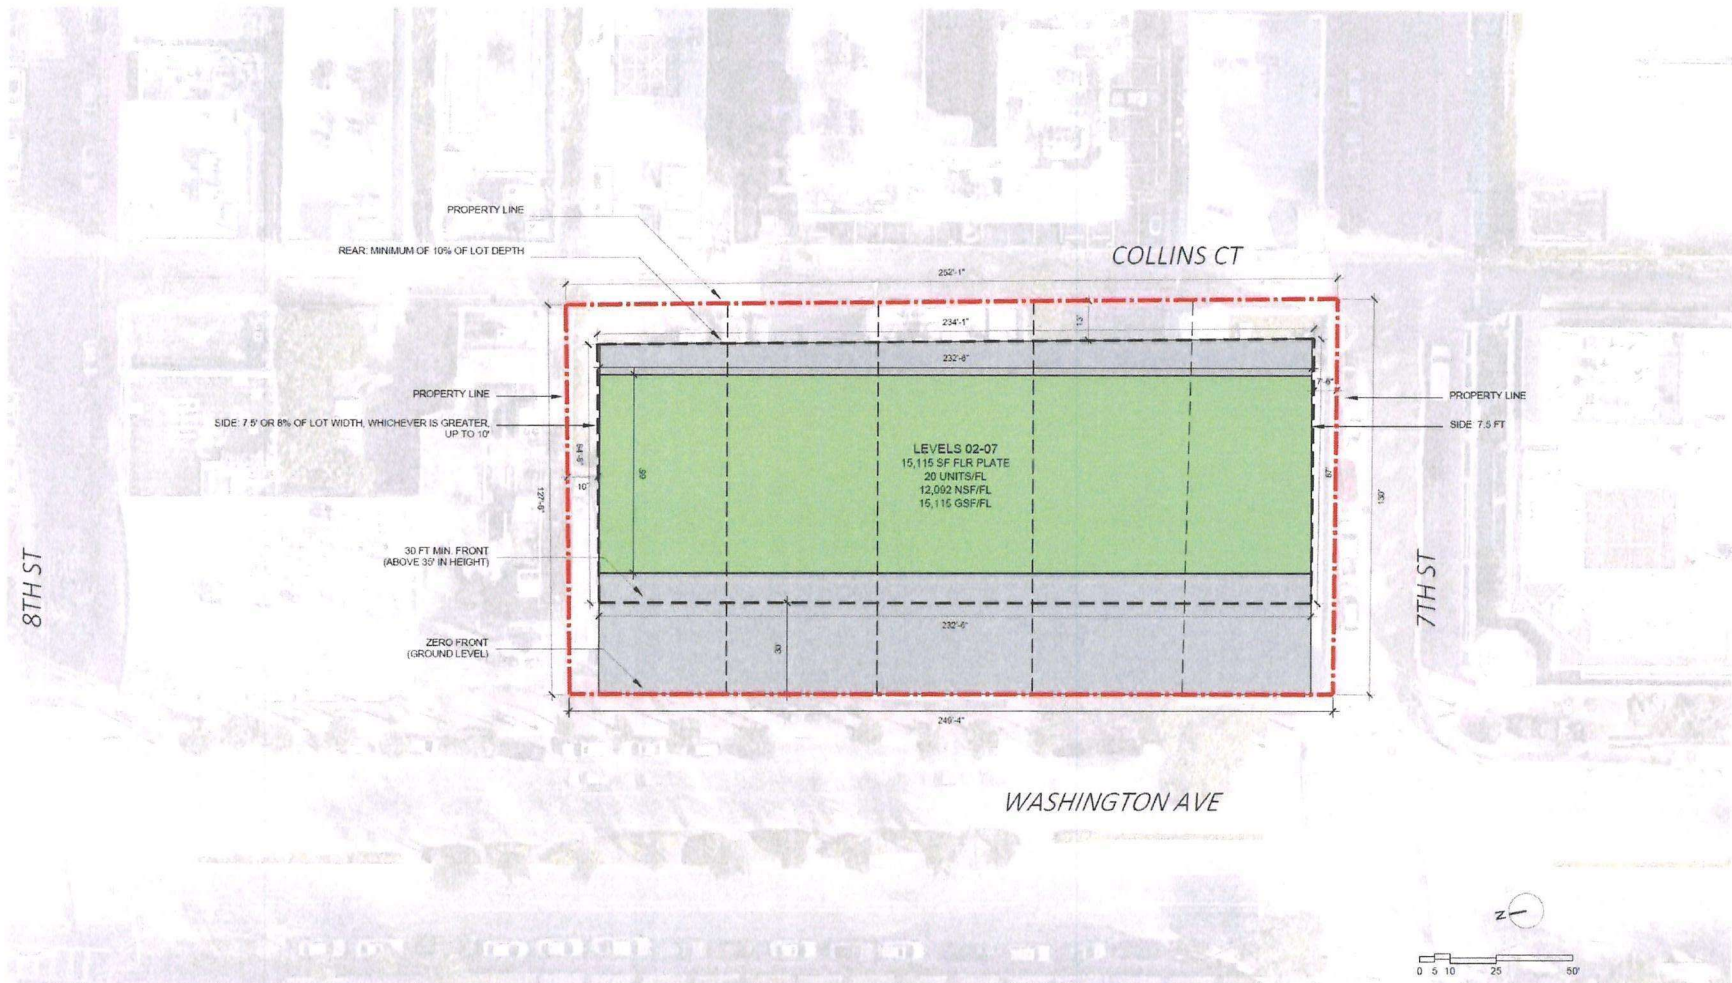 PROPERTY LINE
REAR: MINIMUM OF 10% OF LOT DEPTH
COLLINS CT
252'-1"
234'-1"
13'
232'-6"
7'-6"
PROPERTY LINE
PROPERTY LINE
SIDE: 7.5' OR 8% OF LOT WIDTH, WHICHEVER IS GREATER,
UP TO 10'
SIDE: 7.5 FT
LEVELS 02-07
15,115 SF FLR PLATE
20 UNITS/FL
12,092 NSF/FL
15,115 GSF/FL
65'
10'
127'-6"
130'
30 FT MIN. FRONT
(ABOVE 35' IN HEIGHT)
8TH ST
7TH ST
232'-6"
30'
ZERO FRONT
(GROUND LEVEL)
249'-4"
WASHINGTON AVE
N
0 5 10 25 50'